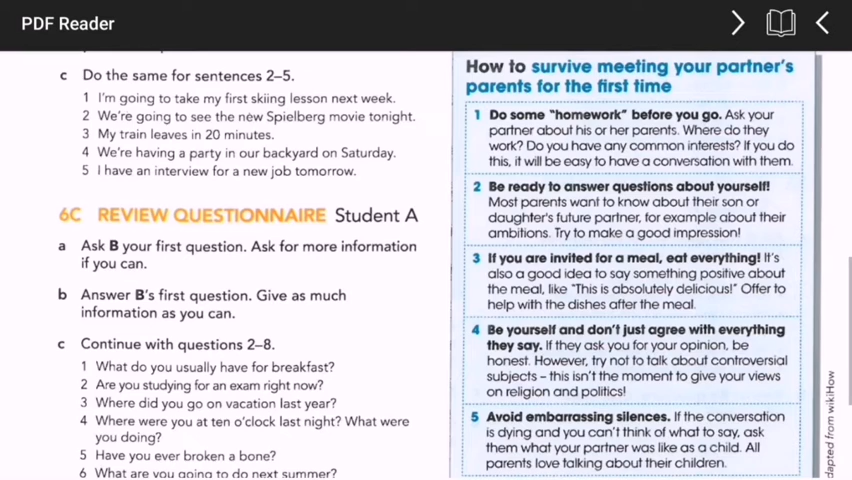 PDF Reader
c Do the same for sentences 2–5.
1 I'm going to take my first skiing lesson next week.
2 We're going to see the new Spielberg movie tonight.
3 My train leaves in 20 minutes.
4 We're having a party in our backyard on Saturday.
5 I have an interview for a new job tomorrow.
6C REVIEW QUESTIONNAIRE Student A
a Ask B your first question. Ask for more information
if you can.
b Answer B's first question. Give as much
information as you can.
c Continue with questions 2–8.
1 What do you usually have for breakfast?
2 Are you studying for an exam right now?
3 Where did you go on vacation last year?
4 Where were you at ten o'clock last night? What were
you doing?
5 Have you ever broken a bone?
6 What are you going to do next summer?
How to survive meeting your partner's
parents for the first time
1 Do some "homework" before you go. Ask your
partner about his or her parents. Where do they
work? Do you have any common interests? If you do
this, it will be easy to have a conversation with them.
2 Be ready to answer questions about yourself!
Most parents want to know about their son or
daughter's future partner, for example about their
ambitions. Try to make a good impression!
3 If you are invited for a meal, eat everything! It's
also a good idea to say something positive about
the meal, like "This is absolutely delicious!" Offer to
help with the dishes after the meal.
4 Be yourself and don't just agree with everything
they say. If they ask you for your opinion, be
honest. However, try not to talk about controversial
subjects – this isn't the moment to give your views
on religion and politics!
5 Avoid embarrassing silences. If the conversation
is dying and you can't think of what to say, ask
them what your partner was like as a child. All
parents love talking about their children.
dapted from wikiHow